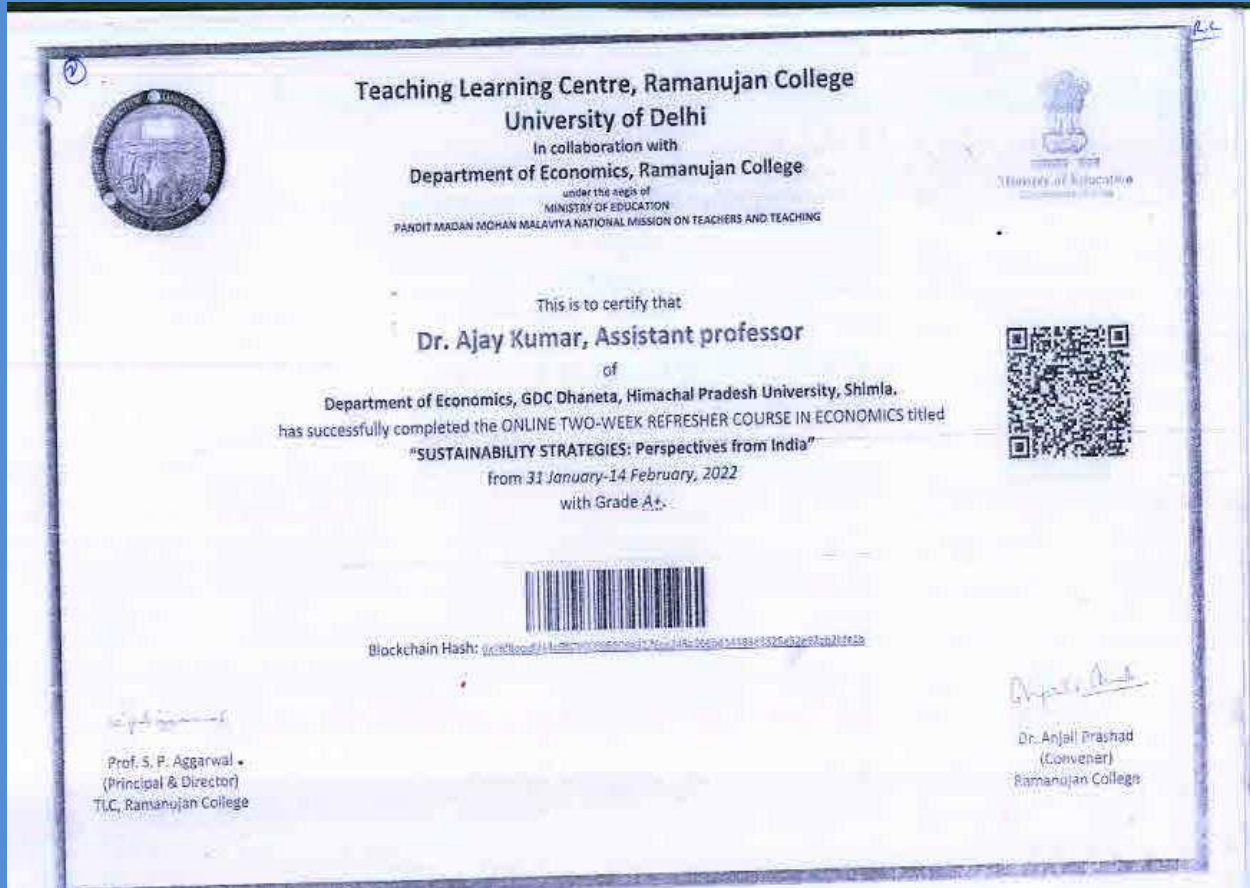 R.C
2
Teaching Learning Centre, Ramanujan College
University of Delhi
In collaboration with
Department of Economics, Ramanujan College
under the aegis of
MINISTRY OF EDUCATION
PANDIT MADAN MOHAN MALAVIYA NATIONAL MISSION ON TEACHERS AND TEACHING
Ministry of Education
This is to certify that
Dr. Ajay Kumar, Assistant professor
of
Department of Economics, GDC Dhaneta, Himachal Pradesh University, Shimla.
has successfully completed the ONLINE TWO-WEEK REFRESHER COURSE IN ECONOMICS titled
"SUSTAINABILITY STRATEGIES: Perspectives from India"
from 31 January-14 February, 2022
with Grade A+.
Blockchain Hash:
Prof. S. P. Aggarwal
(Principal & Director)
TLC, Ramanujan College
Dr. Anjali Prashad
(Convener)
Ramanujan College